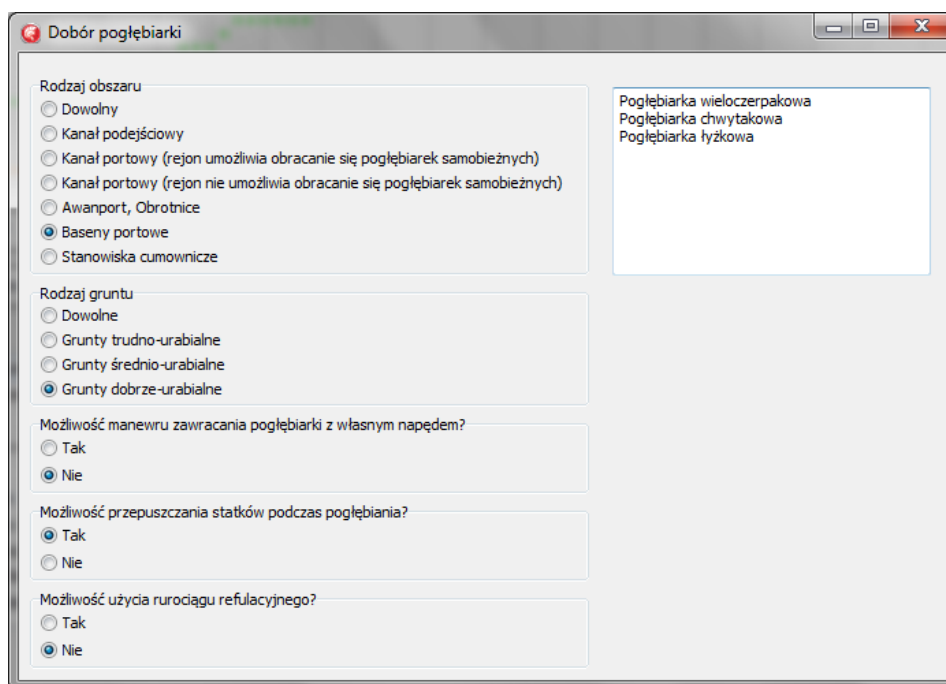 Dobór pogłębiarki
Rodzaj obszaru
Dowolny
Kanał podejściowy
Kanał portowy (rejon umożliwia obracanie się pogłębiarek samobieżnych)
Kanał portowy (rejon nie umożliwia obracanie się pogłębiarek samobieżnych)
Awanport, Obrotnice
Baseny portowe
Stanowiska cumownicze
Rodzaj gruntu
Dowolne
Grunty trudno-urabialne
Grunty średnio-urabialne
Grunty dobrze-urabialne
Możliwość manewru zawracania pogłębiarki z własnym napędem?
Tak
Nie
Możliwość przepuszczania statków podczas pogłębiania?
Tak
Nie
Możliwość użycia rurociągu refulacyjnego?
Tak
Nie
Pogłębiarka wieloczerpakowa
Pogłębiarka chwytakowa
Pogłębiarka łyżkowa